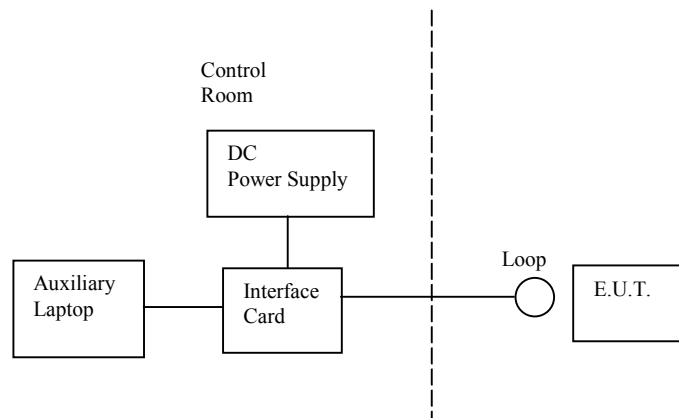 Control
Room
DC
Power Supply
Auxiliary
Laptop
Interface
Card
Loop
E.U.T.